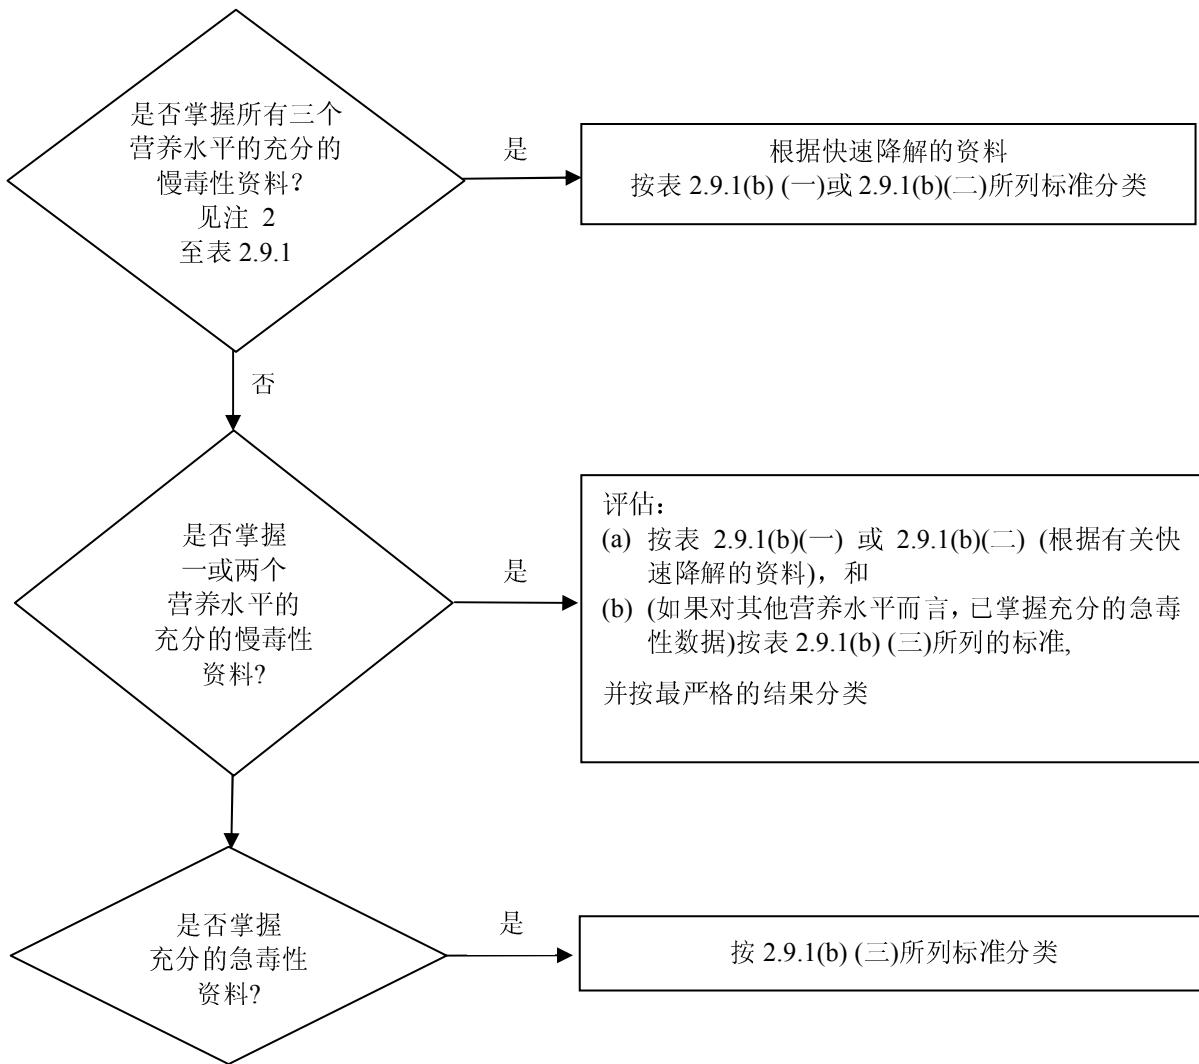 是否掌握所有三个
营养水平的充分的
慢毒性资料?
见注 2
至表 2.9.1
是
根据快速降解的资料
按表 2.9.1(b) (一)或 2.9.1(b)(二)所列标准分类
否
是否掌握
一或两个
营养水平的
充分的慢毒性
资料?
是
评估:
(a) 按表 2.9.1(b)(一) 或 2.9.1(b)(二) (根据有关快
速降解的资料)，和
(b) (如果对其他营养水平而言，已掌握充分的急毒
性数据)按表 2.9.1(b) (三)所列的标准,
并按最严格的结果分类
是否掌握
充分的急毒性
资料?
是
按 2.9.1(b) (三)所列标准分类